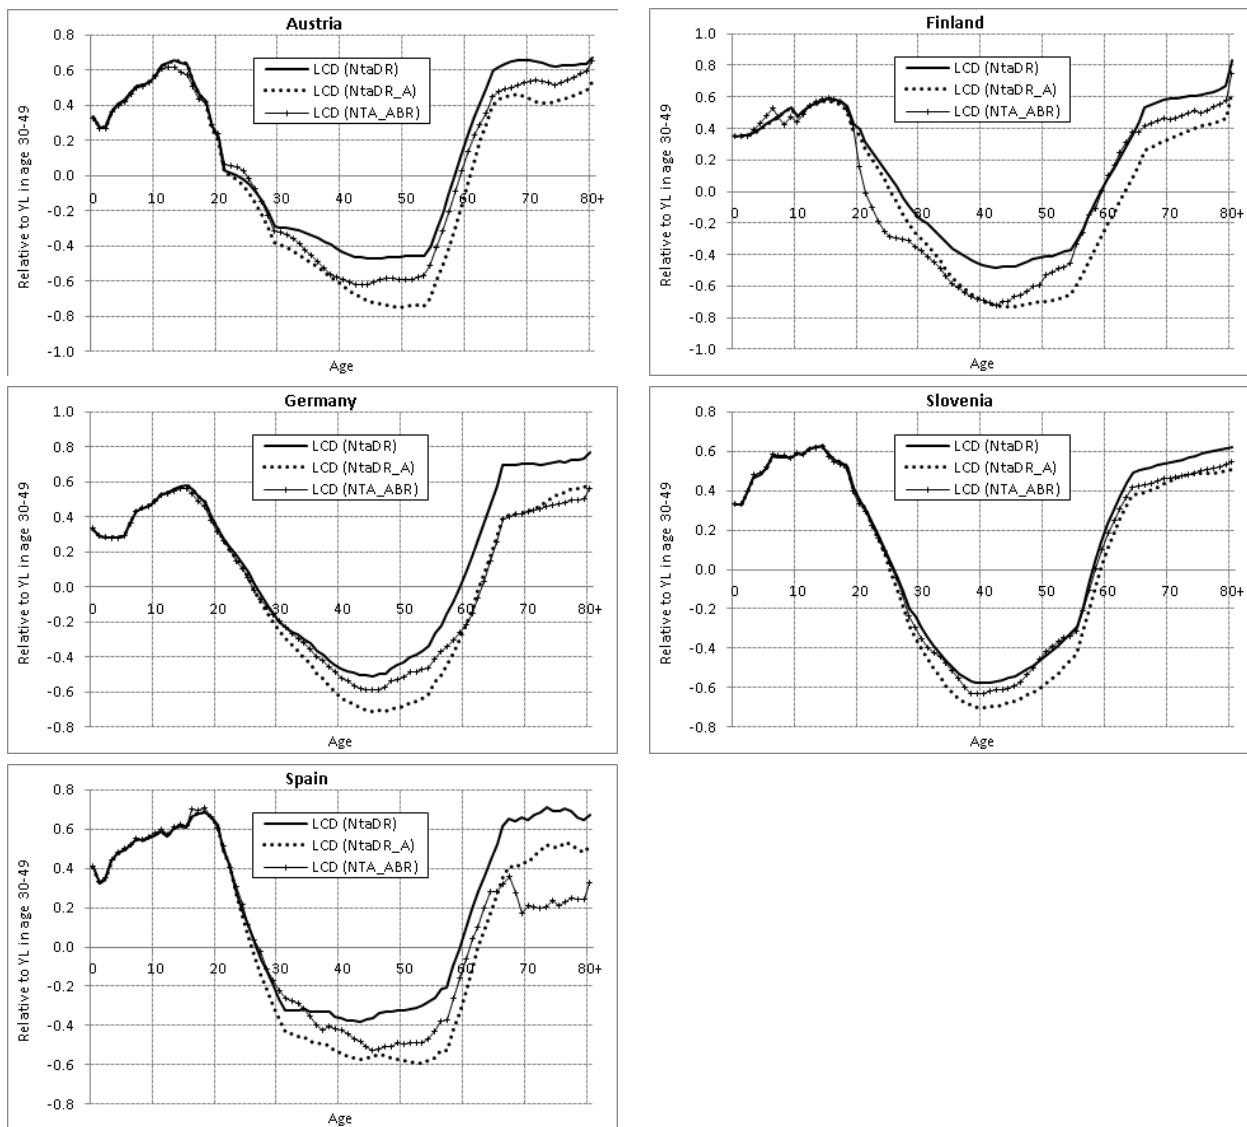 Austria
0.8
0.6
0.4
0.2
0.0
-0.2
-0.4
-0.6
-0.8
-1.0
Relative to YL in age 30-49
LCD (NtaDR)
LCD (NtaDR_A)
LCD (NTA_ABR)
0 10 20 30 40 50 60 70 80+
Age
Finland
1.0
0.8
0.6
0.4
0.2
0.0
-0.2
-0.4
-0.6
-0.8
-1.0
Relative to YL in age 30-49
LCD (NtaDR)
LCD (NtaDR_A)
LCD (NTA_ABR)
0 10 20 30 40 50 60 70 80+
Age
Germany
1.0
0.8
0.6
0.4
0.2
0.0
-0.2
-0.4
-0.6
-0.8
Relative to YL in age 30-49
LCD (NtaDR)
LCD (NtaDR_A)
LCD (NTA_ABR)
0 10 20 30 40 50 60 70 80+
Age
Slovenia
0.8
0.6
0.4
0.2
0.0
-0.2
-0.4
-0.6
-0.8
Relative to YL in age 30-49
LCD (NtaDR)
LCD (NtaDR_A)
LCD (NTA_ABR)
0 10 20 30 40 50 60 70 80+
Age
Spain
0.8
0.6
0.4
0.2
0.0
-0.2
-0.4
-0.6
-0.8
Relative to YL in age 30-49
LCD (NtaDR)
LCD (NtaDR_A)
LCD (NTA_ABR)
0 10 20 30 40 50 60 70 80+
Age